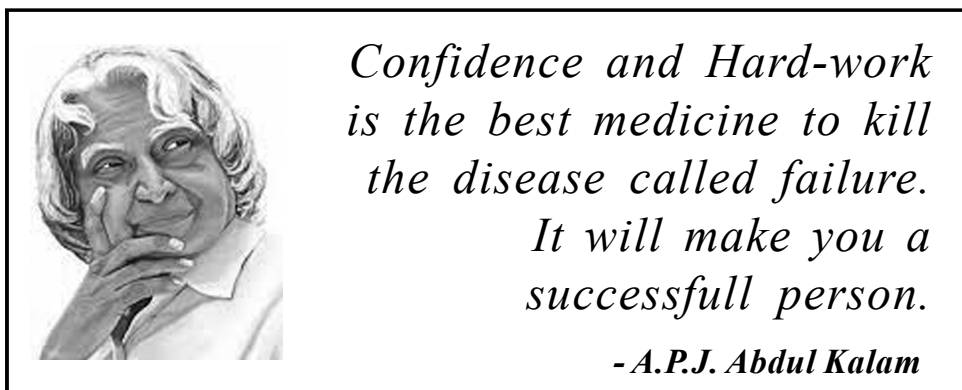 Confidence and Hard-work
is the best medicine to kill
the disease called failure.
It will make you a
successfull person.
- A.P.J. Abdul Kalam